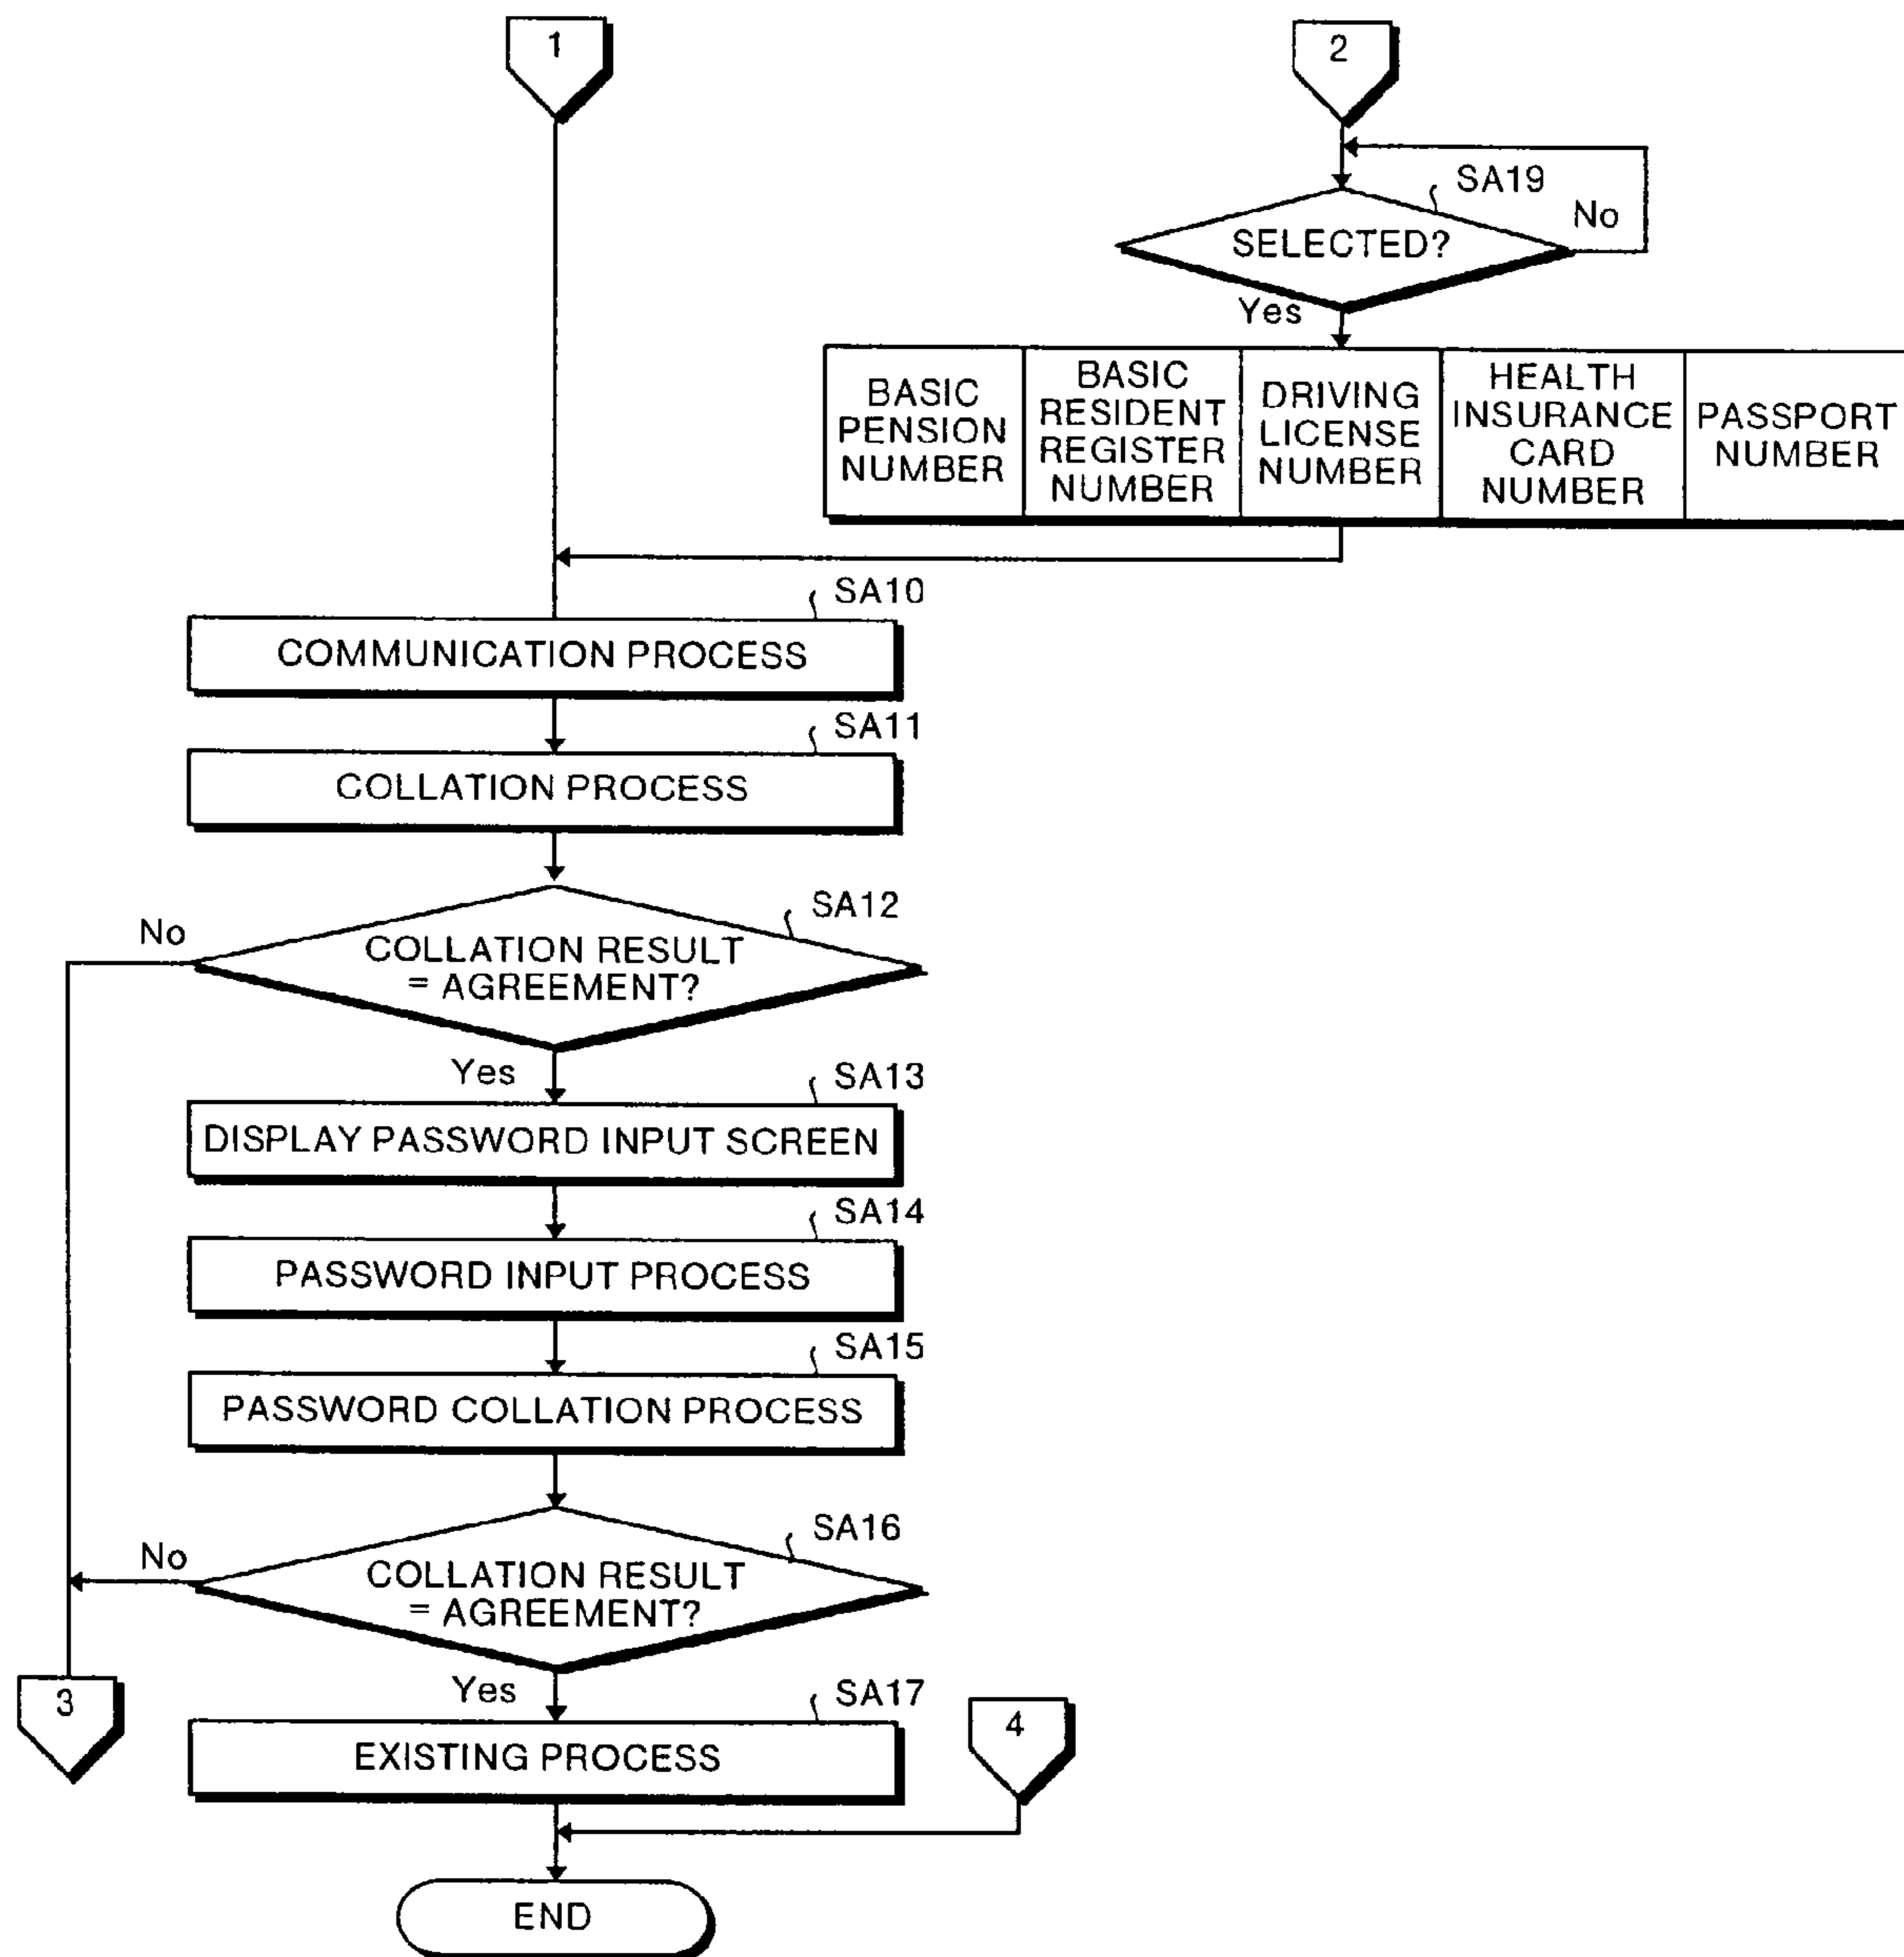 1
2
SA19
No
SELECTED?
Yes
BASIC
PENSION
NUMBER
BASIC
RESIDENT
REGISTER
NUMBER
DRIVING
LICENSE
NUMBER
HEALTH
INSURANCE
CARD
NUMBER
PASSPORT
NUMBER
SA10
COMMUNICATION PROCESS
SA11
COLLATION PROCESS
SA12
No
COLLATION RESULT
= AGREEMENT?
Yes
SA13
DISPLAY PASSWORD INPUT SCREEN
SA14
PASSWORD INPUT PROCESS
SA15
PASSWORD COLLATION PROCESS
SA16
No
COLLATION RESULT
= AGREEMENT?
Yes
3
SA17
EXISTING PROCESS
4
END